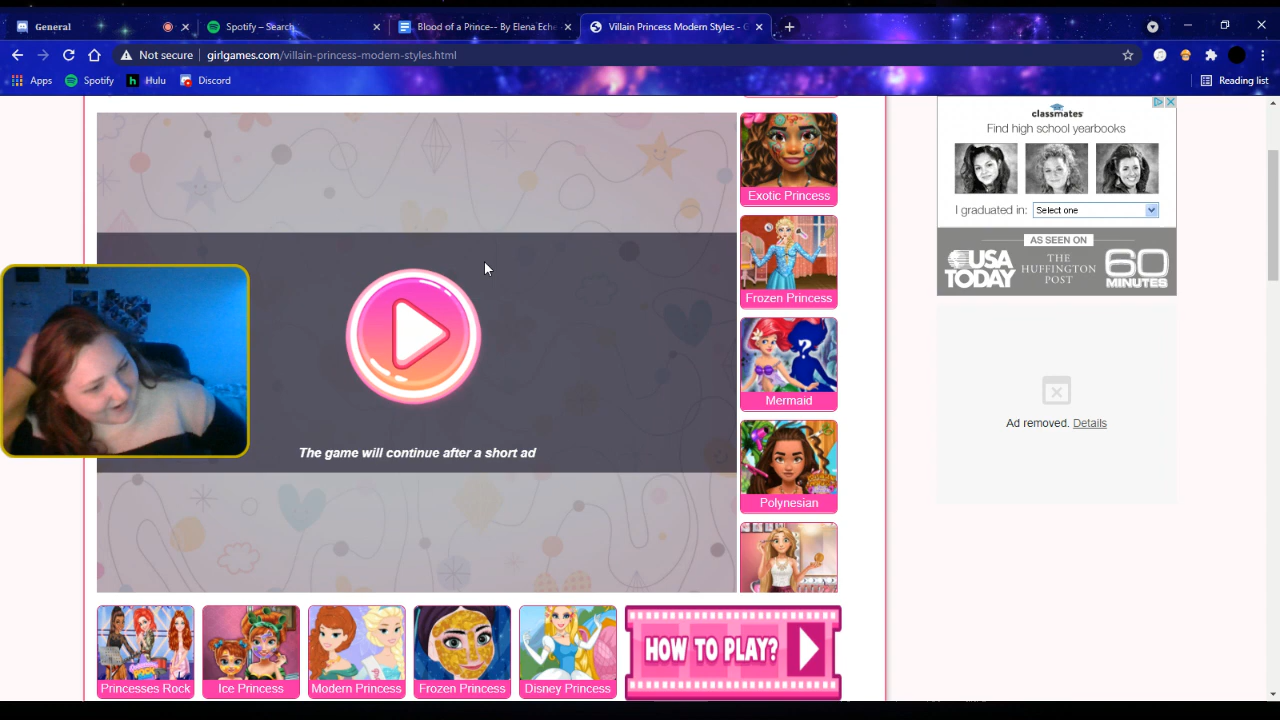 General
Spotify – Search
Blood of a Prince-- By Elena Eche
Villain Princess Modern Styles - G
Not secure
girlgames.com/villain-princess-modern-styles.html
Apps
Spotify
Hulu
Discord
Reading list
Exotic Princess
Frozen Princess
?
Mermaid
Polynesian
The game will continue after a short ad
Princesses Rock
Ice Princess
Modern Princess
Frozen Princess
Disney Princess
HOW TO PLAY?
classmates
Find high school yearbooks
I graduated in:
Select one
AS SEEN ON
USA TODAY
THE HUFFINGTON POST
60 MINUTES
Ad removed. Details